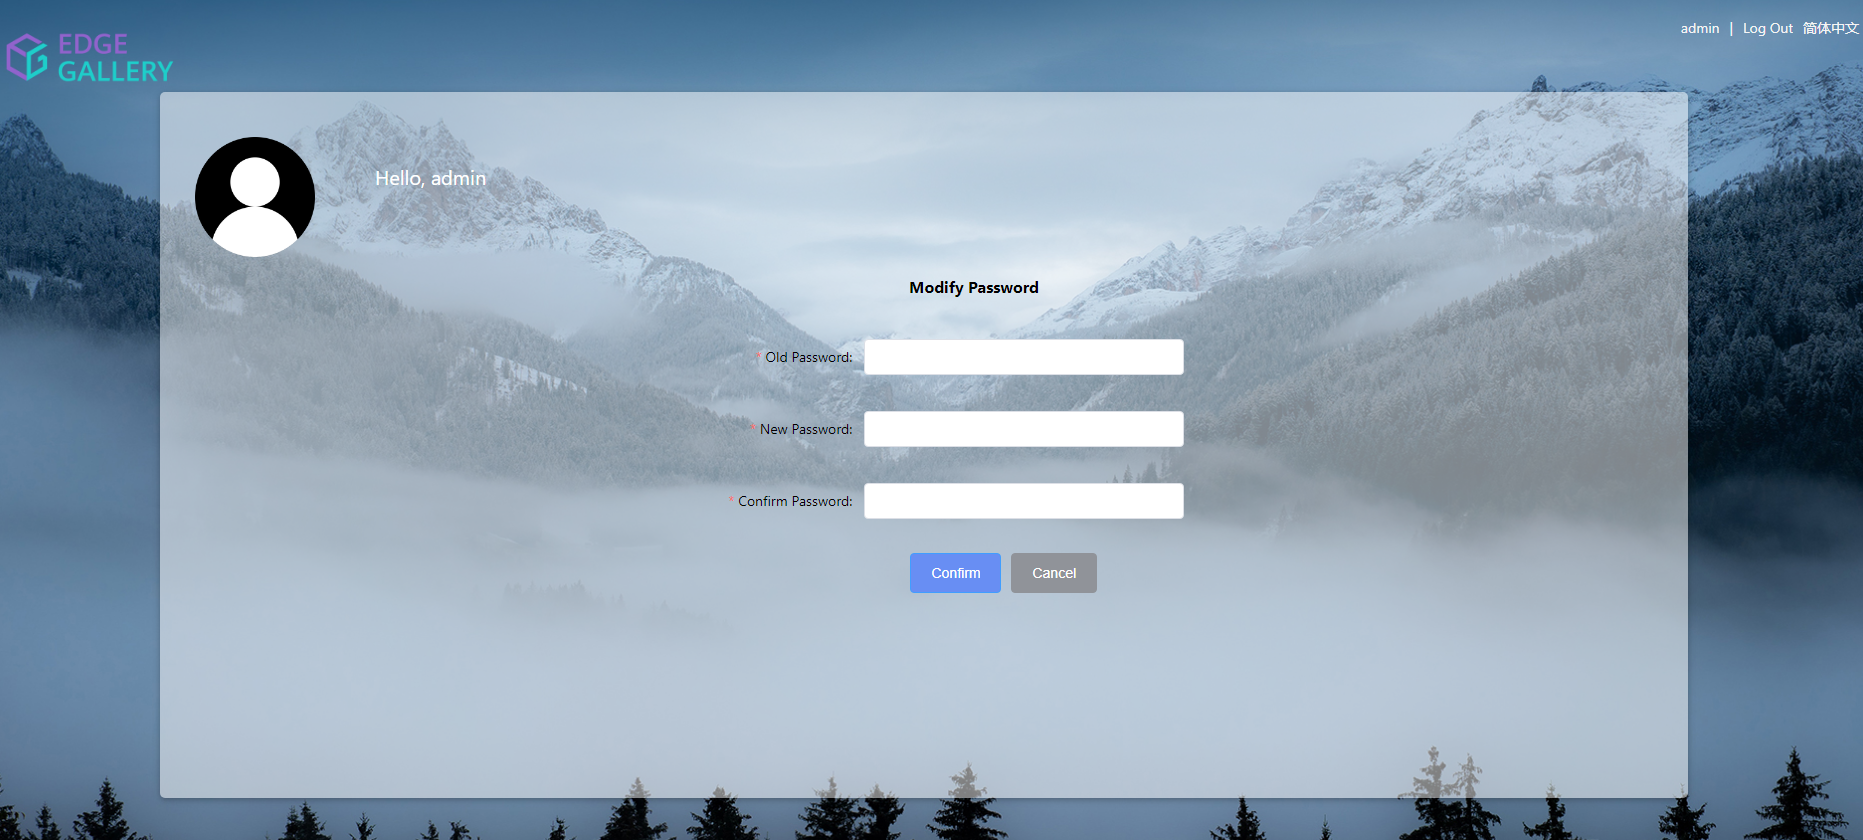 EDGE
GALLERY
admin | Log Out 简体中文
Hello, admin
Modify Password
* Old Password:
* New Password:
* Confirm Password:
Confirm Cancel